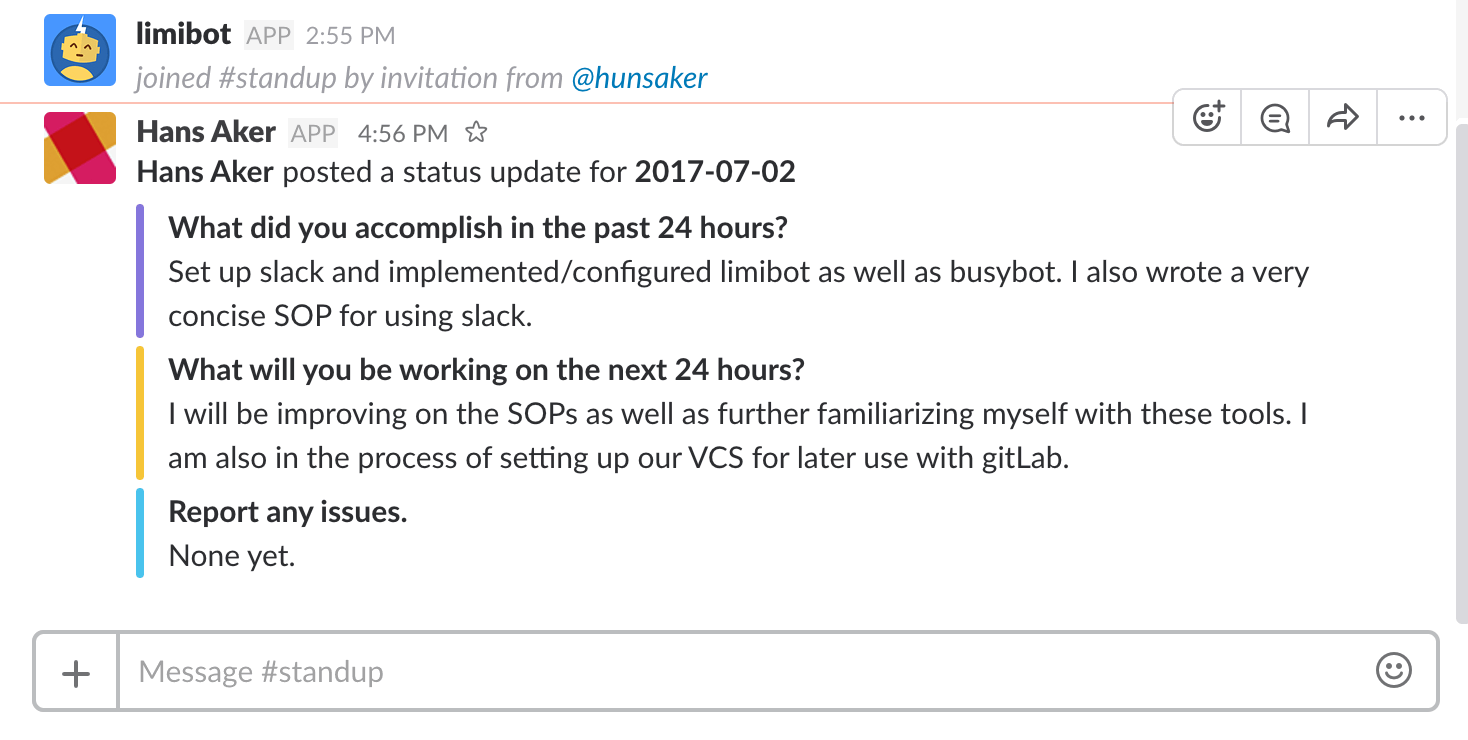 limibot APP 2:55 PM
joined #standup by invitation from @hunsaker
Hans Aker APP 4:56 PM
Hans Aker posted a status update for 2017-07-02
What did you accomplish in the past 24 hours?
Set up slack and implemented/configured limibot as well as busybot. I also wrote a very
concise SOP for using slack.
What will you be working on the next 24 hours?
I will be improving on the SOPs as well as further familiarizing myself with these tools. I
am also in the process of setting up our VCS for later use with gitLab.
Report any issues.
None yet.
Message #standup